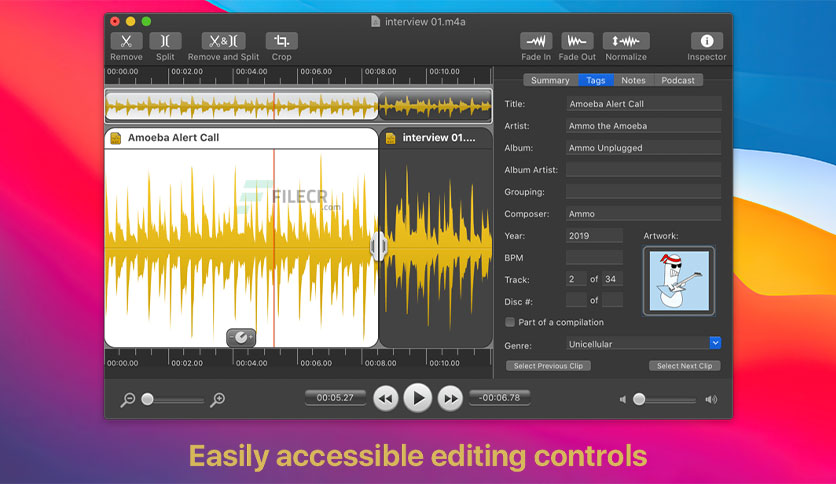 interview 01.m4a
Remove Split Remove and Split Crop Fade In Fade Out Normalize Inspector
00:00.00 00:02.00 00:04.00 00:06.00 00:08.00 00:10.00
Summary Tags Notes Podcast
Title: Amoeba Alert Call
Artist: Ammo the Amoeba
Album: Ammo Unplugged
Album Artist:
Grouping:
Composer: Ammo
Year: 2019 Artwork:
BPM
Track: 2 of 34
Disc #: of
Part of a compilation
Genre: Unicellular
Select Previous Clip Select Next Clip
Amoeba Alert Call interview 01....
FILECR
.com
00:00.00 00:02.00 00:04.00 00:06.00 00:08.00 00:10.00
00:05.27 -00:06.78
Easily accessible editing controls